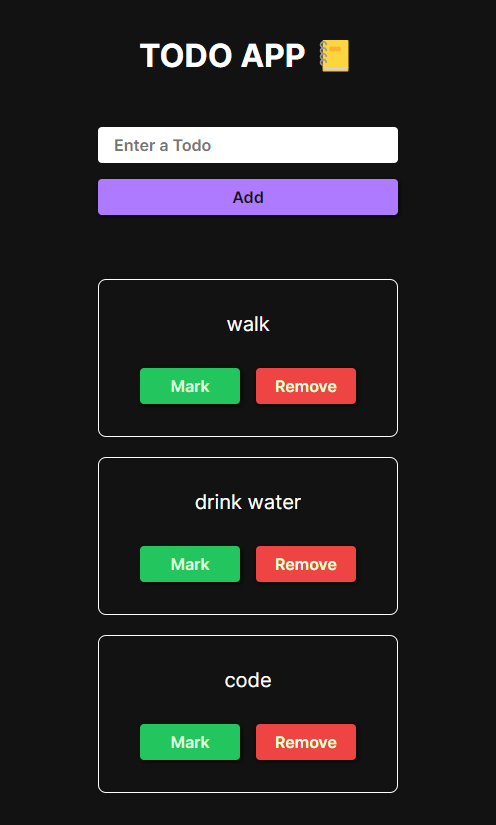 TODO APP 📒
Enter a Todo
Add
walk
Mark Remove
drink water
Mark Remove
code
Mark Remove